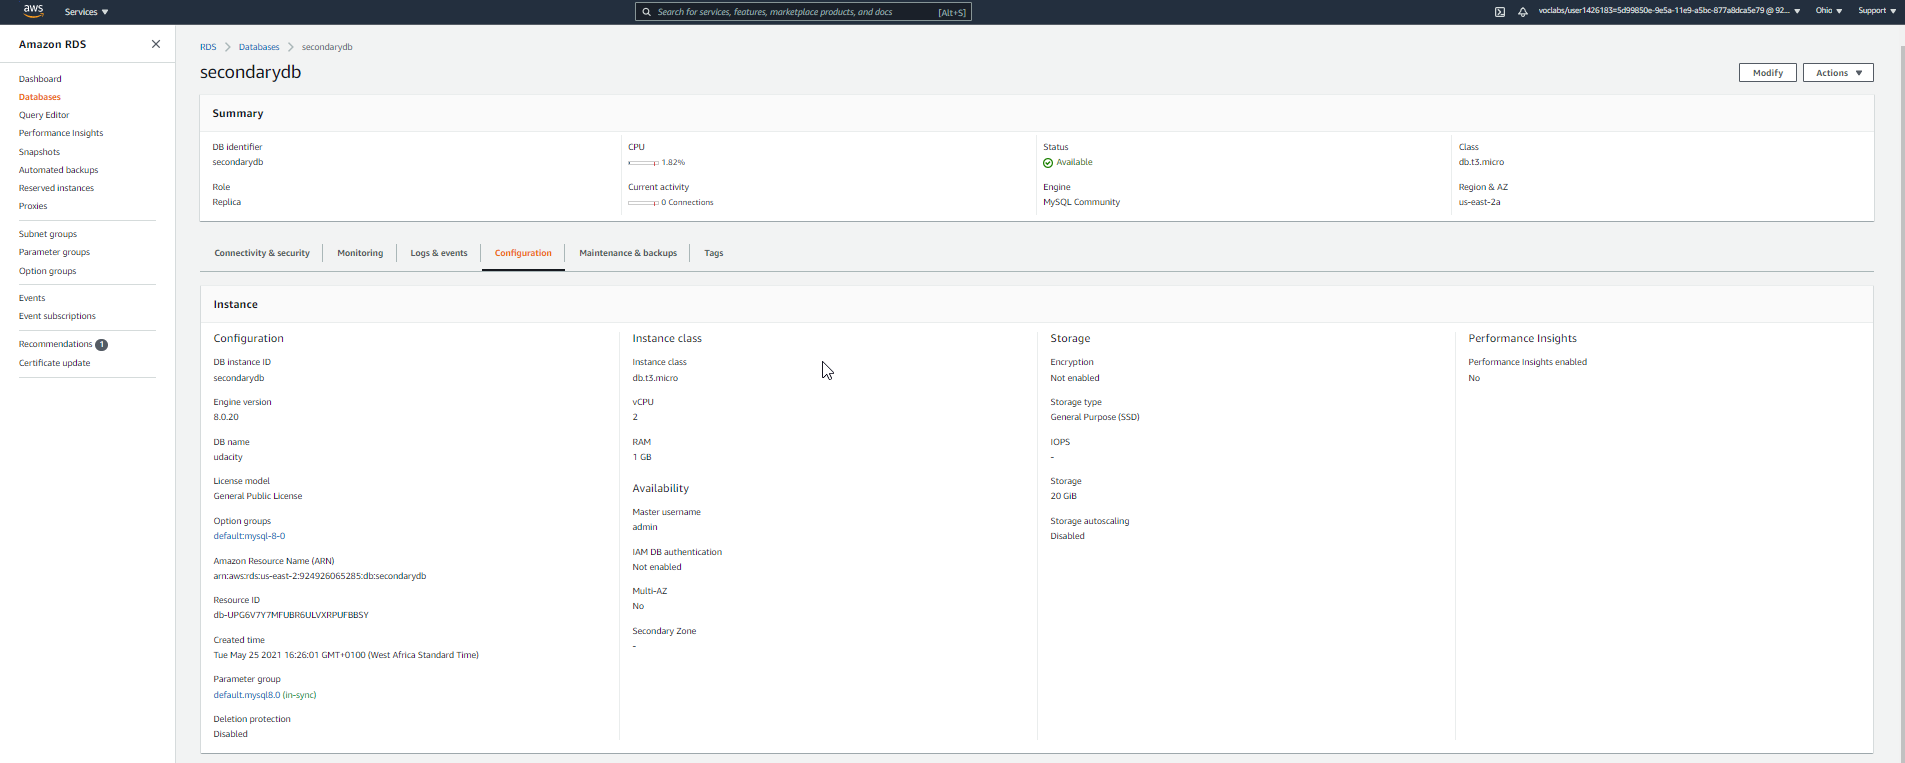 aws
Services
Search for services, features, marketplace products, and docs
[Alt+S]
voclabs/user1426183=5d99850e-9e5a-11e9-a5bc-877a8dca5e79 @ 92...
Ohio
Support
Amazon RDS
Dashboard
Databases
Query Editor
Performance Insights
Snapshots
Automated backups
Reserved instances
Proxies
Subnet groups
Parameter groups
Option groups
Events
Event subscriptions
Recommendations 1
Certificate update
RDS > Databases > secondarydb
secondarydb
Modify
Actions
Summary
DB identifier
secondarydb
Role
Replica
CPU
1.82%
Current activity
0 Connections
Status
Available
Engine
MySQL Community
Class
db.t3.micro
Region & AZ
us-east-2a
Connectivity & security
Monitoring
Logs & events
Configuration
Maintenance & backups
Tags
Instance
Configuration
DB instance ID
secondarydb
Engine version
8.0.20
DB name
udacity
License model
General Public License
Option groups
default:mysql-8-0
Amazon Resource Name (ARN)
arn:aws:rds:us-east-2:924926065285:db:secondarydb
Resource ID
db-UPG6V7Y7MFUBR6ULVXRPUFBBSY
Created time
Tue May 25 2021 16:26:01 GMT+0100 (West Africa Standard Time)
Parameter group
default.mysql8.0 (in-sync)
Deletion protection
Disabled
Instance class
Instance class
db.t3.micro
vCPU
2
RAM
1 GB
Availability
Master username
admin
IAM DB authentication
Not enabled
Multi-AZ
No
Secondary Zone
-
Storage
Encryption
Not enabled
Storage type
General Purpose (SSD)
IOPS
-
Storage
20 GiB
Storage autoscaling
Disabled
Performance Insights
Performance Insights enabled
No